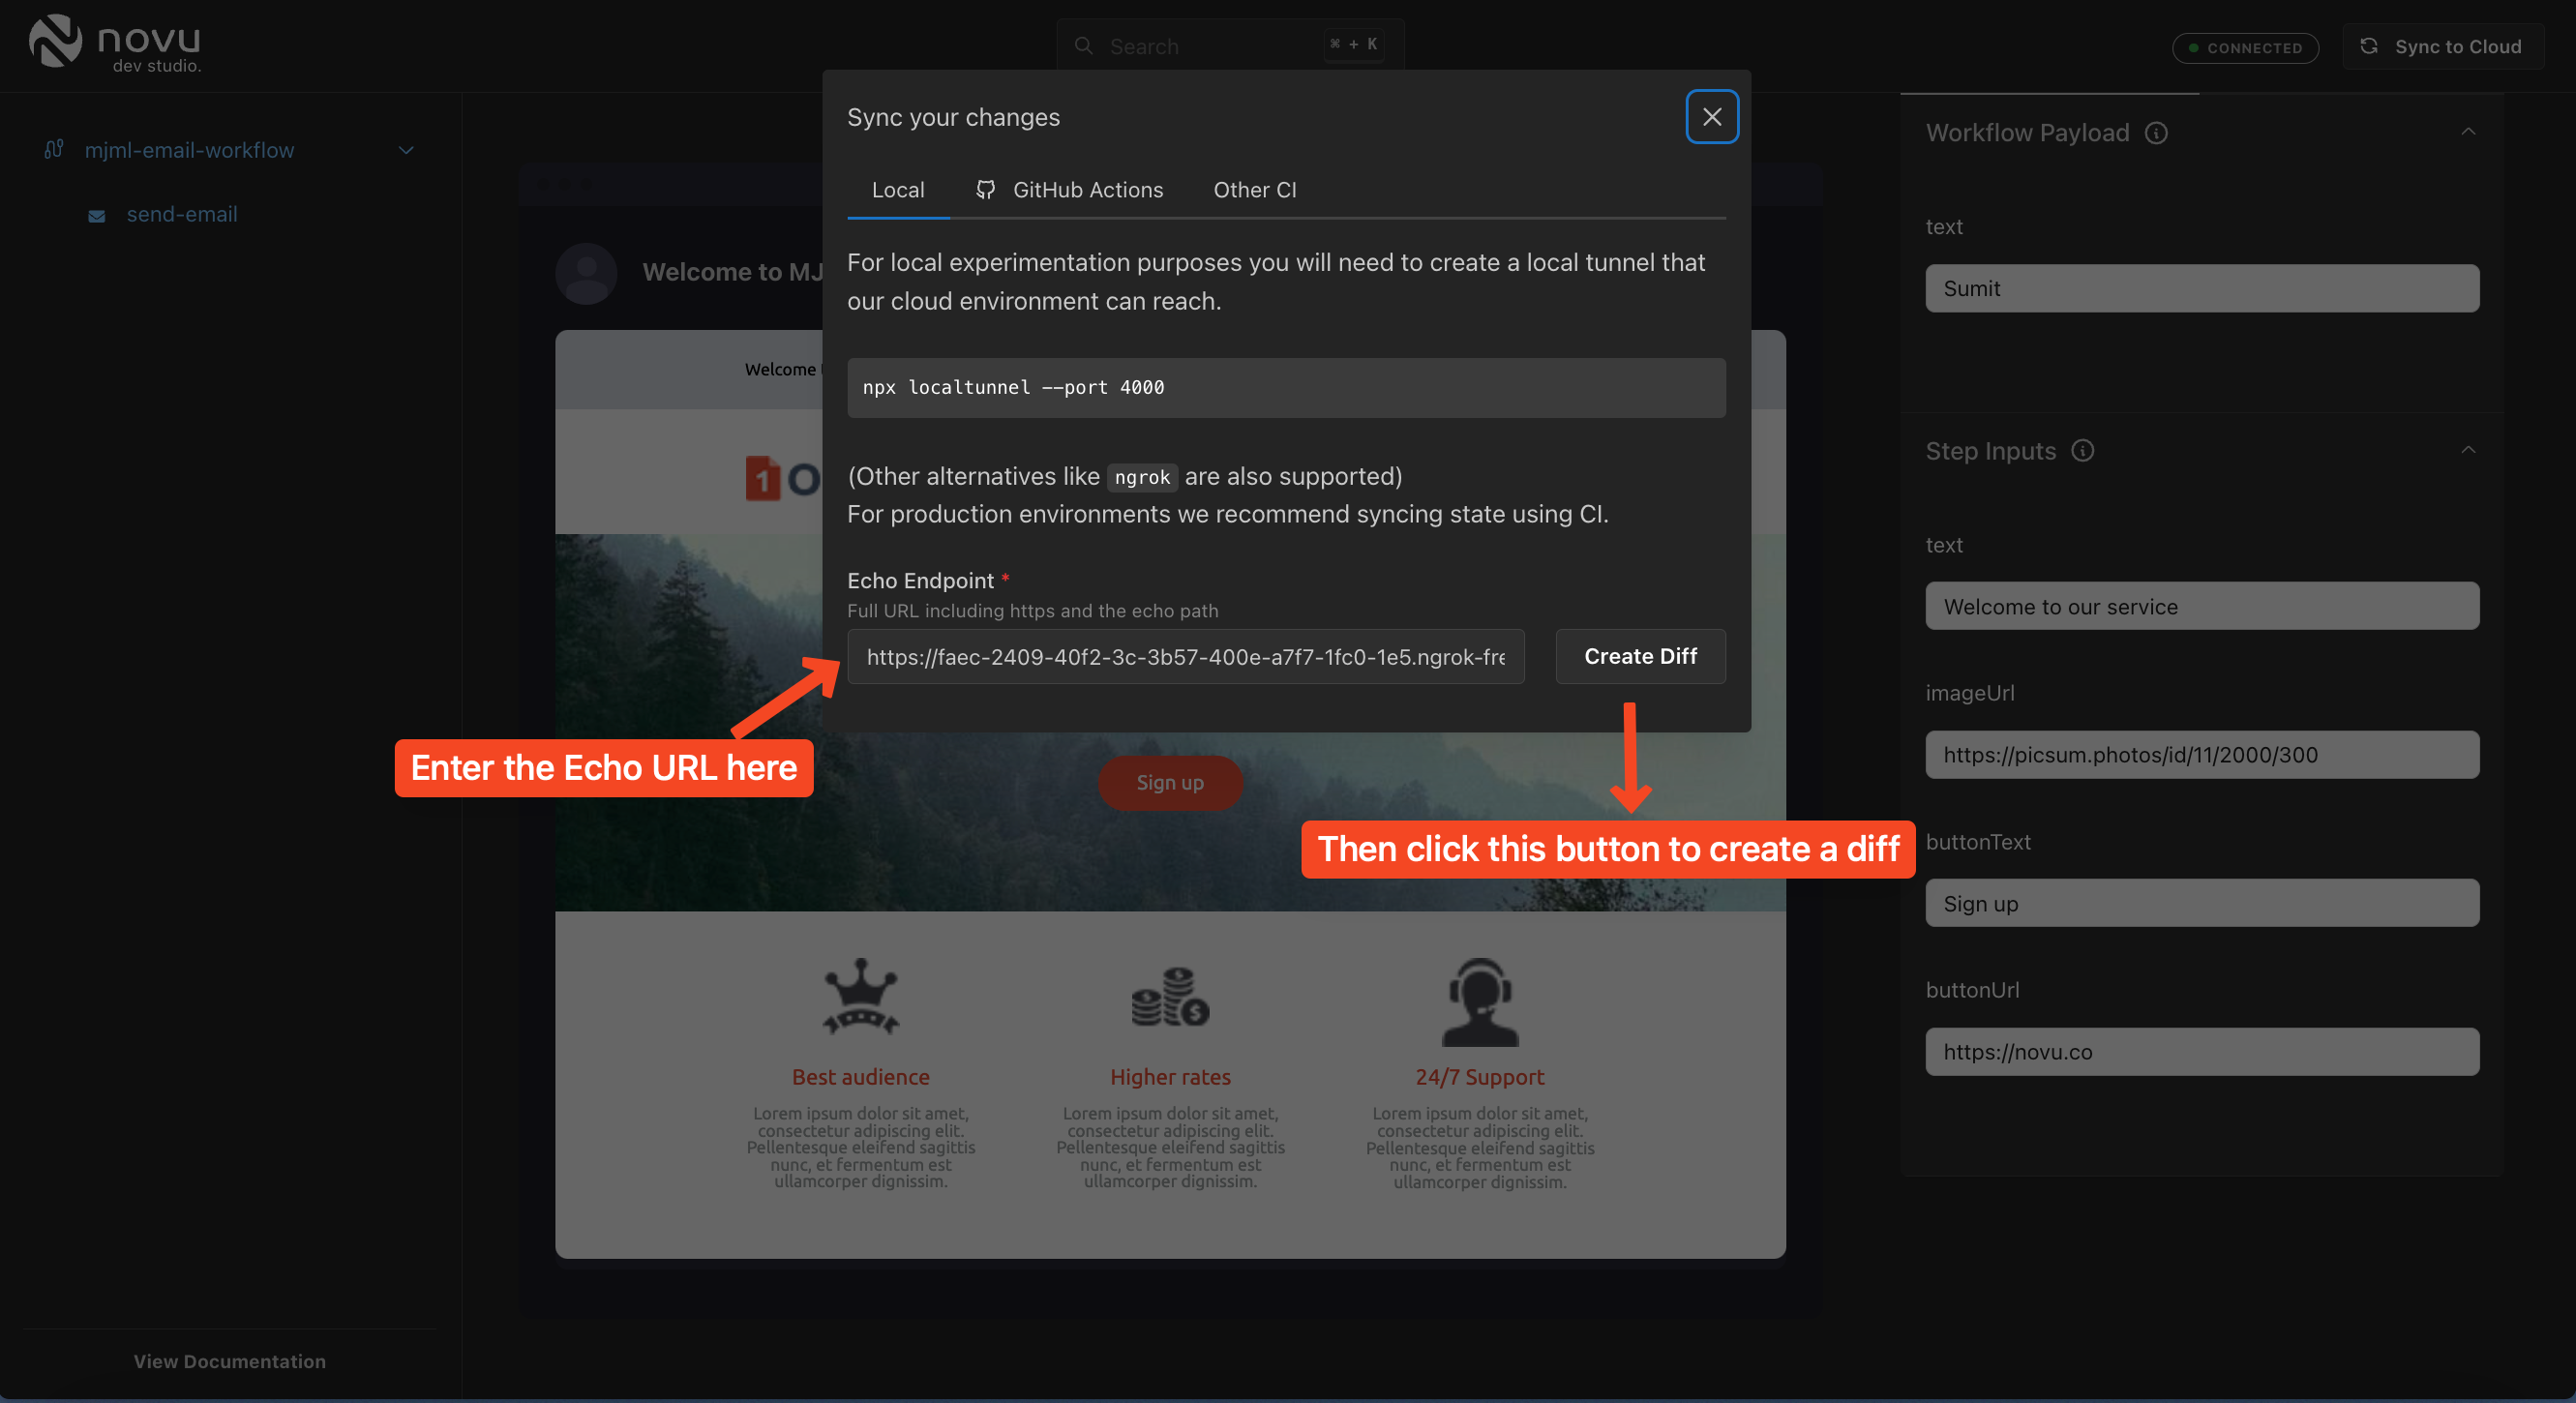 novu
dev studio.
Search
⌘ + K
CONNECTED
Sync to Cloud
mjml-email-workflow
send-email
View Documentation
Welcome to MJ
Welcome
1 O
Sign up
Best audience
Lorem ipsum dolor sit amet,
consectetur adipiscing elit.
Pellentesque eleifend sagittis
nunc, et fermentum est
ullamcorper dignissim.
Higher rates
Lorem ipsum dolor sit amet,
consectetur adipiscing elit.
Pellentesque eleifend sagittis
nunc, et fermentum est
ullamcorper dignissim.
24/7 Support
Lorem ipsum dolor sit amet,
consectetur adipiscing elit.
Pellentesque eleifend sagittis
nunc, et fermentum est
ullamcorper dignissim.
Sync your changes
Local
GitHub Actions
Other CI
For local experimentation purposes you will need to create a local tunnel that
our cloud environment can reach.
npx localtunnel --port 4000
(Other alternatives like ngrok are also supported)
For production environments we recommend syncing state using CI.
Echo Endpoint *
Full URL including https and the echo path
https://faec-2409-40f2-3c-3b57-400e-a7f7-1fc0-1e5.ngrok-fre
Create Diff
Enter the Echo URL here
Then click this button to create a diff
Workflow Payload
text
Sumit
Step Inputs
text
Welcome to our service
imageUrl
https://picsum.photos/id/11/2000/300
buttonText
Sign up
buttonUrl
https://novu.co